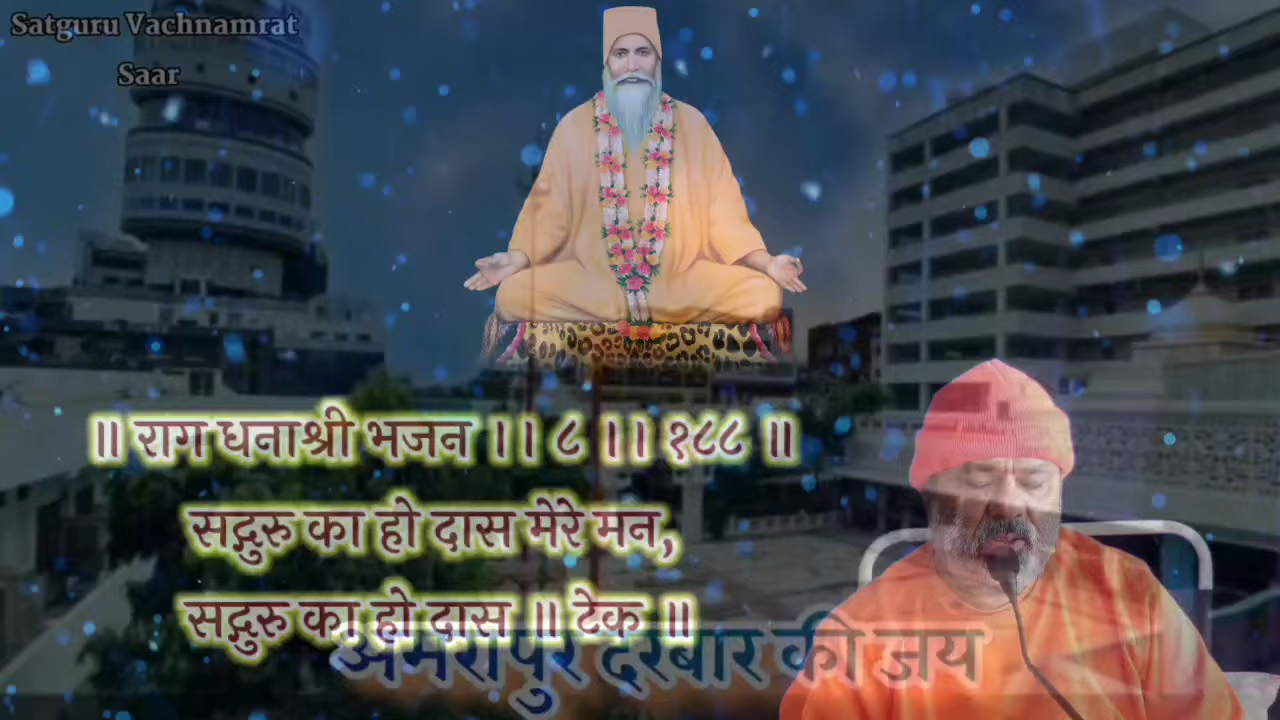 Satguru Vachnamrat
Saar
॥ राग धनाश्री भजन ।। ८ ।। १८८ ॥
सद्गुरु का हो दास मेरे मन,
सद्गुरु का हो दास ॥ टेक ॥
अमरापुर दरबार की जय